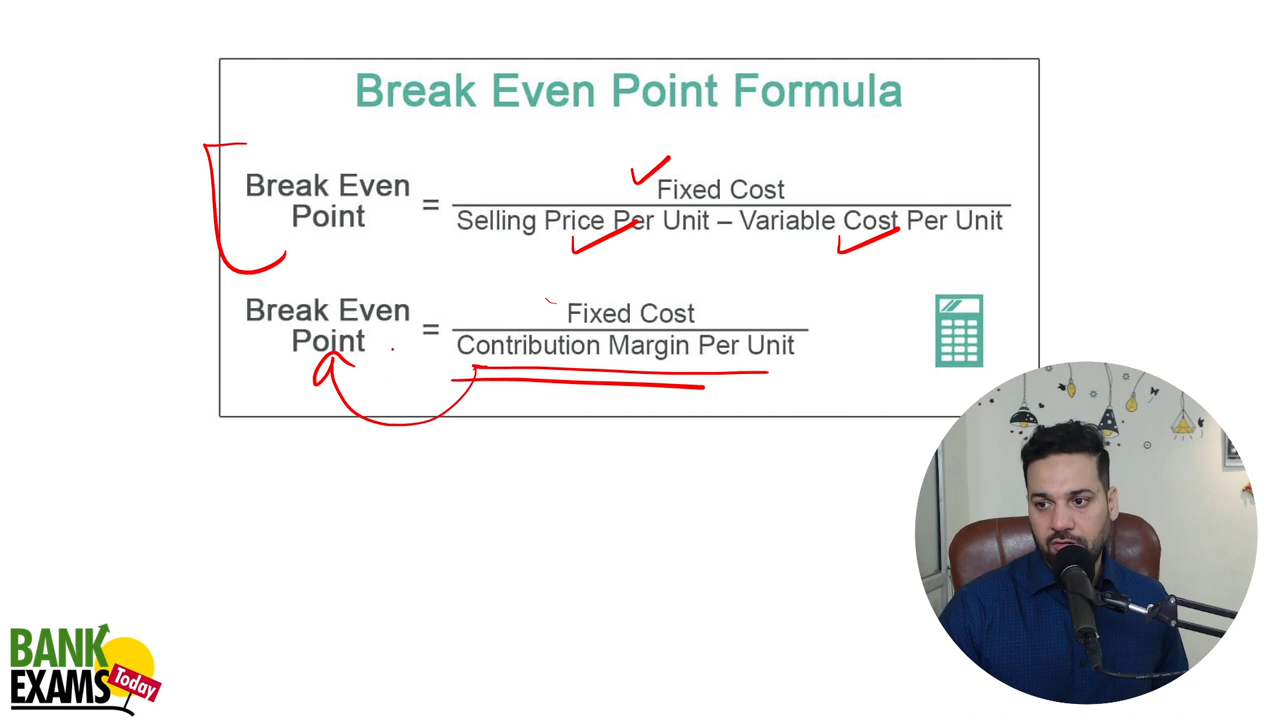 Break Even Point Formula
Break Even
Point
=
Fixed Cost
Selling Price Per Unit – Variable Cost Per Unit
Break Even
Point
=
Fixed Cost
Contribution Margin Per Unit
BANK
EXAMS
Today